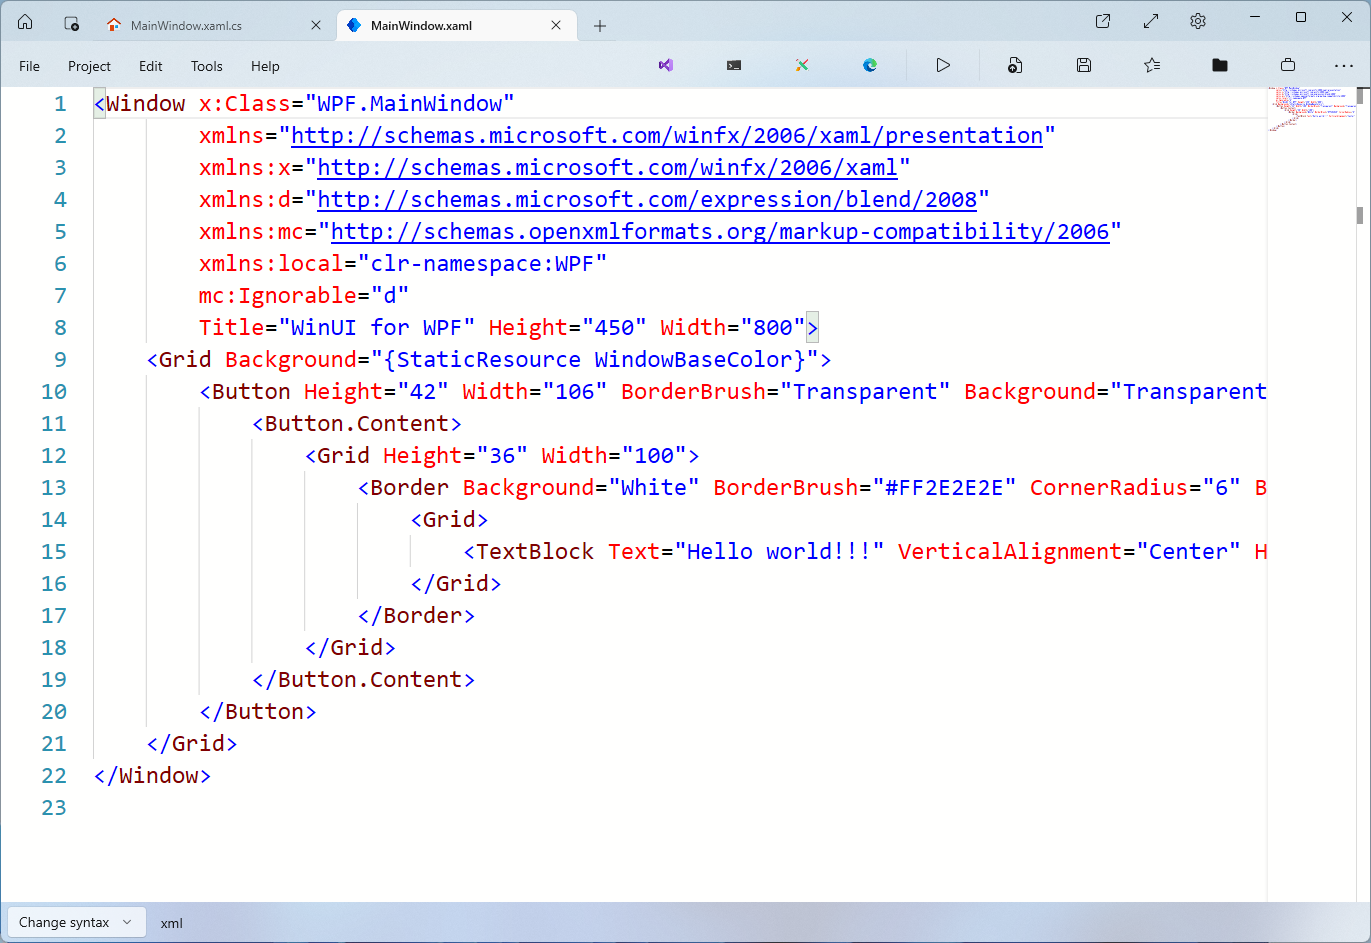 MainWindow.xaml.cs
MainWindow.xaml
File Project Edit Tools Help
1 <Window x:Class="WPF.MainWindow"
2 xmlns="http://schemas.microsoft.com/winfx/2006/xaml/presentation"
3 xmlns:x="http://schemas.microsoft.com/winfx/2006/xaml"
4 xmlns:d="http://schemas.microsoft.com/expression/blend/2008"
5 xmlns:mc="http://schemas.openxmlformats.org/markup-compatibility/2006"
6 xmlns:local="clr-namespace:WPF"
7 mc:Ignorable="d"
8 Title="WinUI for WPF" Height="450" Width="800">
9 <Grid Background="{StaticResource WindowBaseColor}">
10 <Button Height="42" Width="106" BorderBrush="Transparent" Background="Transparent
11 <Button.Content>
12 <Grid Height="36" Width="100">
13 <Border Background="White" BorderBrush="#FF2E2E2E" CornerRadius="6" B
14 <Grid>
15 <TextBlock Text="Hello world!!!" VerticalAlignment="Center" H
16 </Grid>
17 </Border>
18 </Grid>
19 </Button.Content>
20 </Button>
21 </Grid>
22 </Window>
23
Change syntax xml